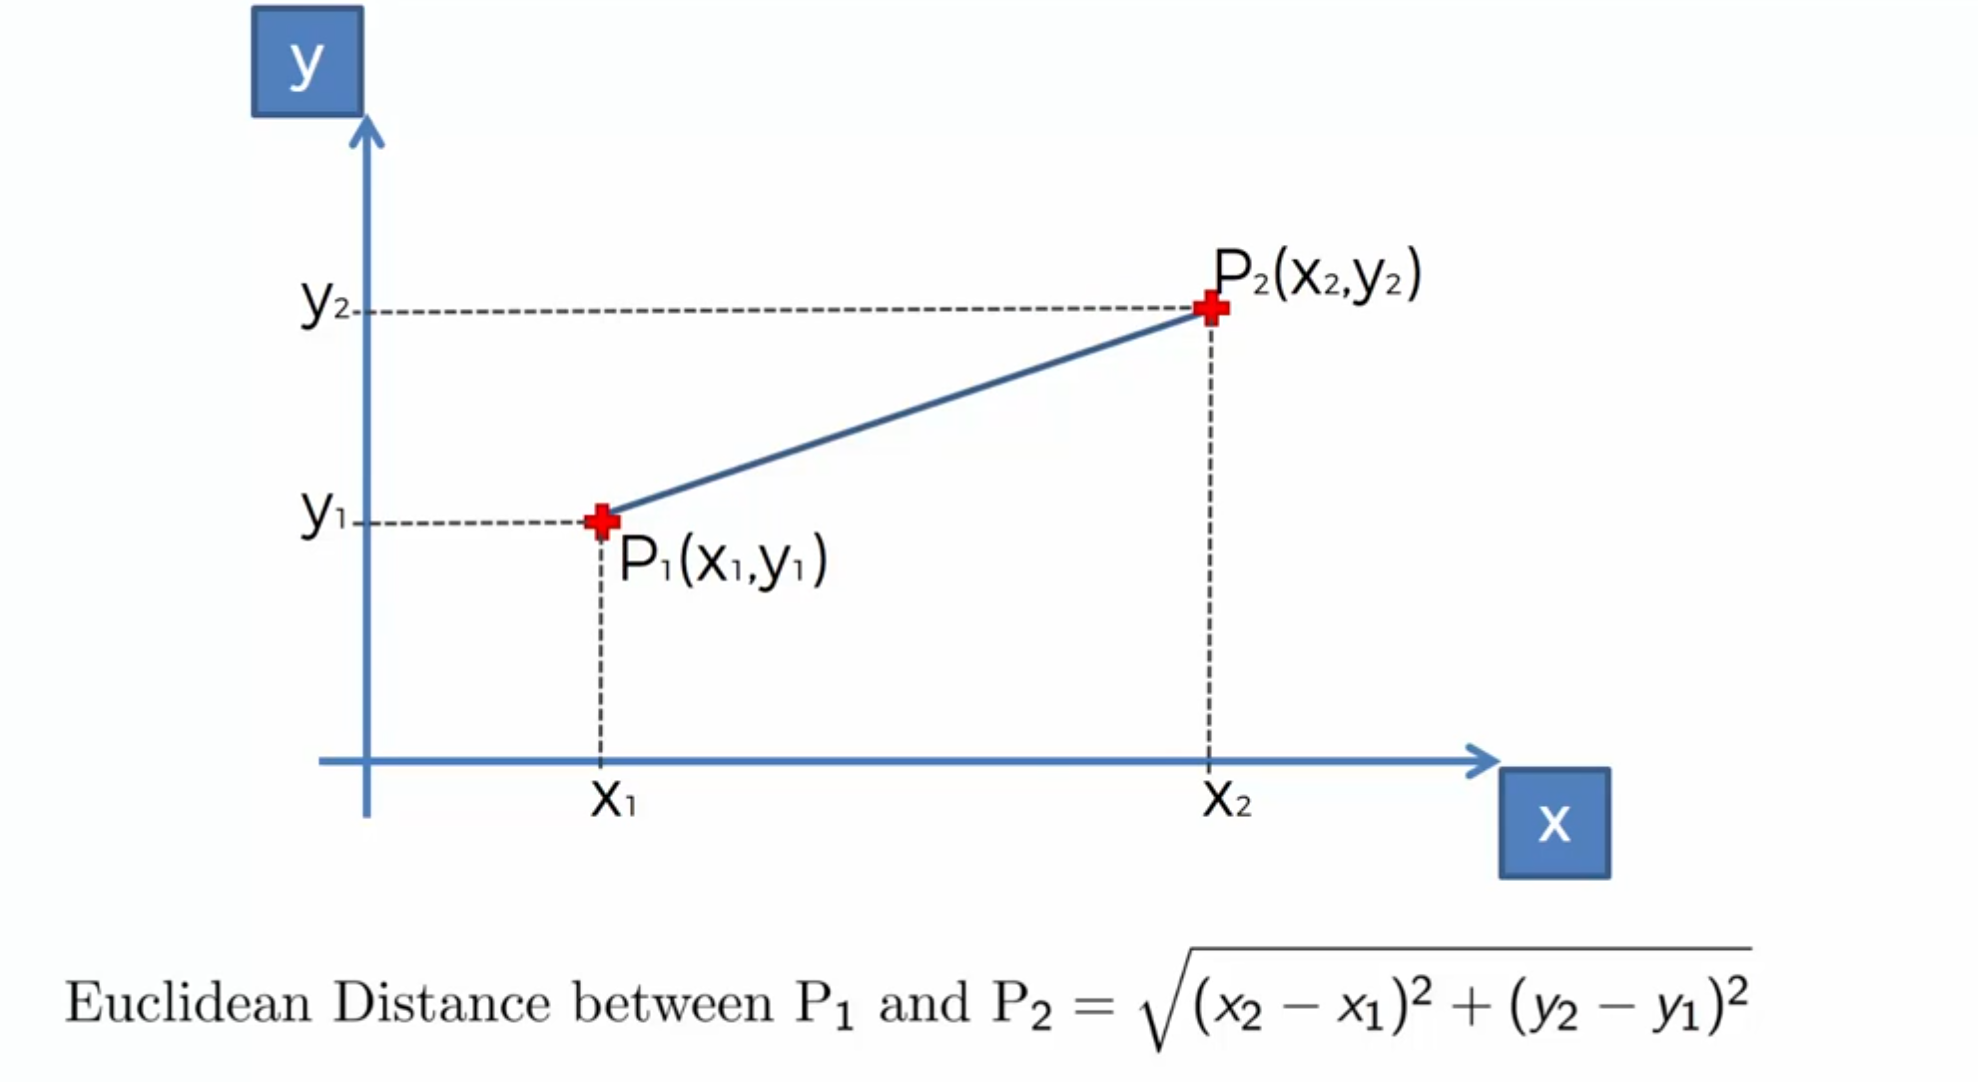 y
P₂(x₂,y₂)
y₂
y₁
P₁(x₁,y₁)
x₁
x₂
x
Euclidean Distance between P₁ and P₂ = √((x₂ − x₁)² + (y₂ − y₁)²)